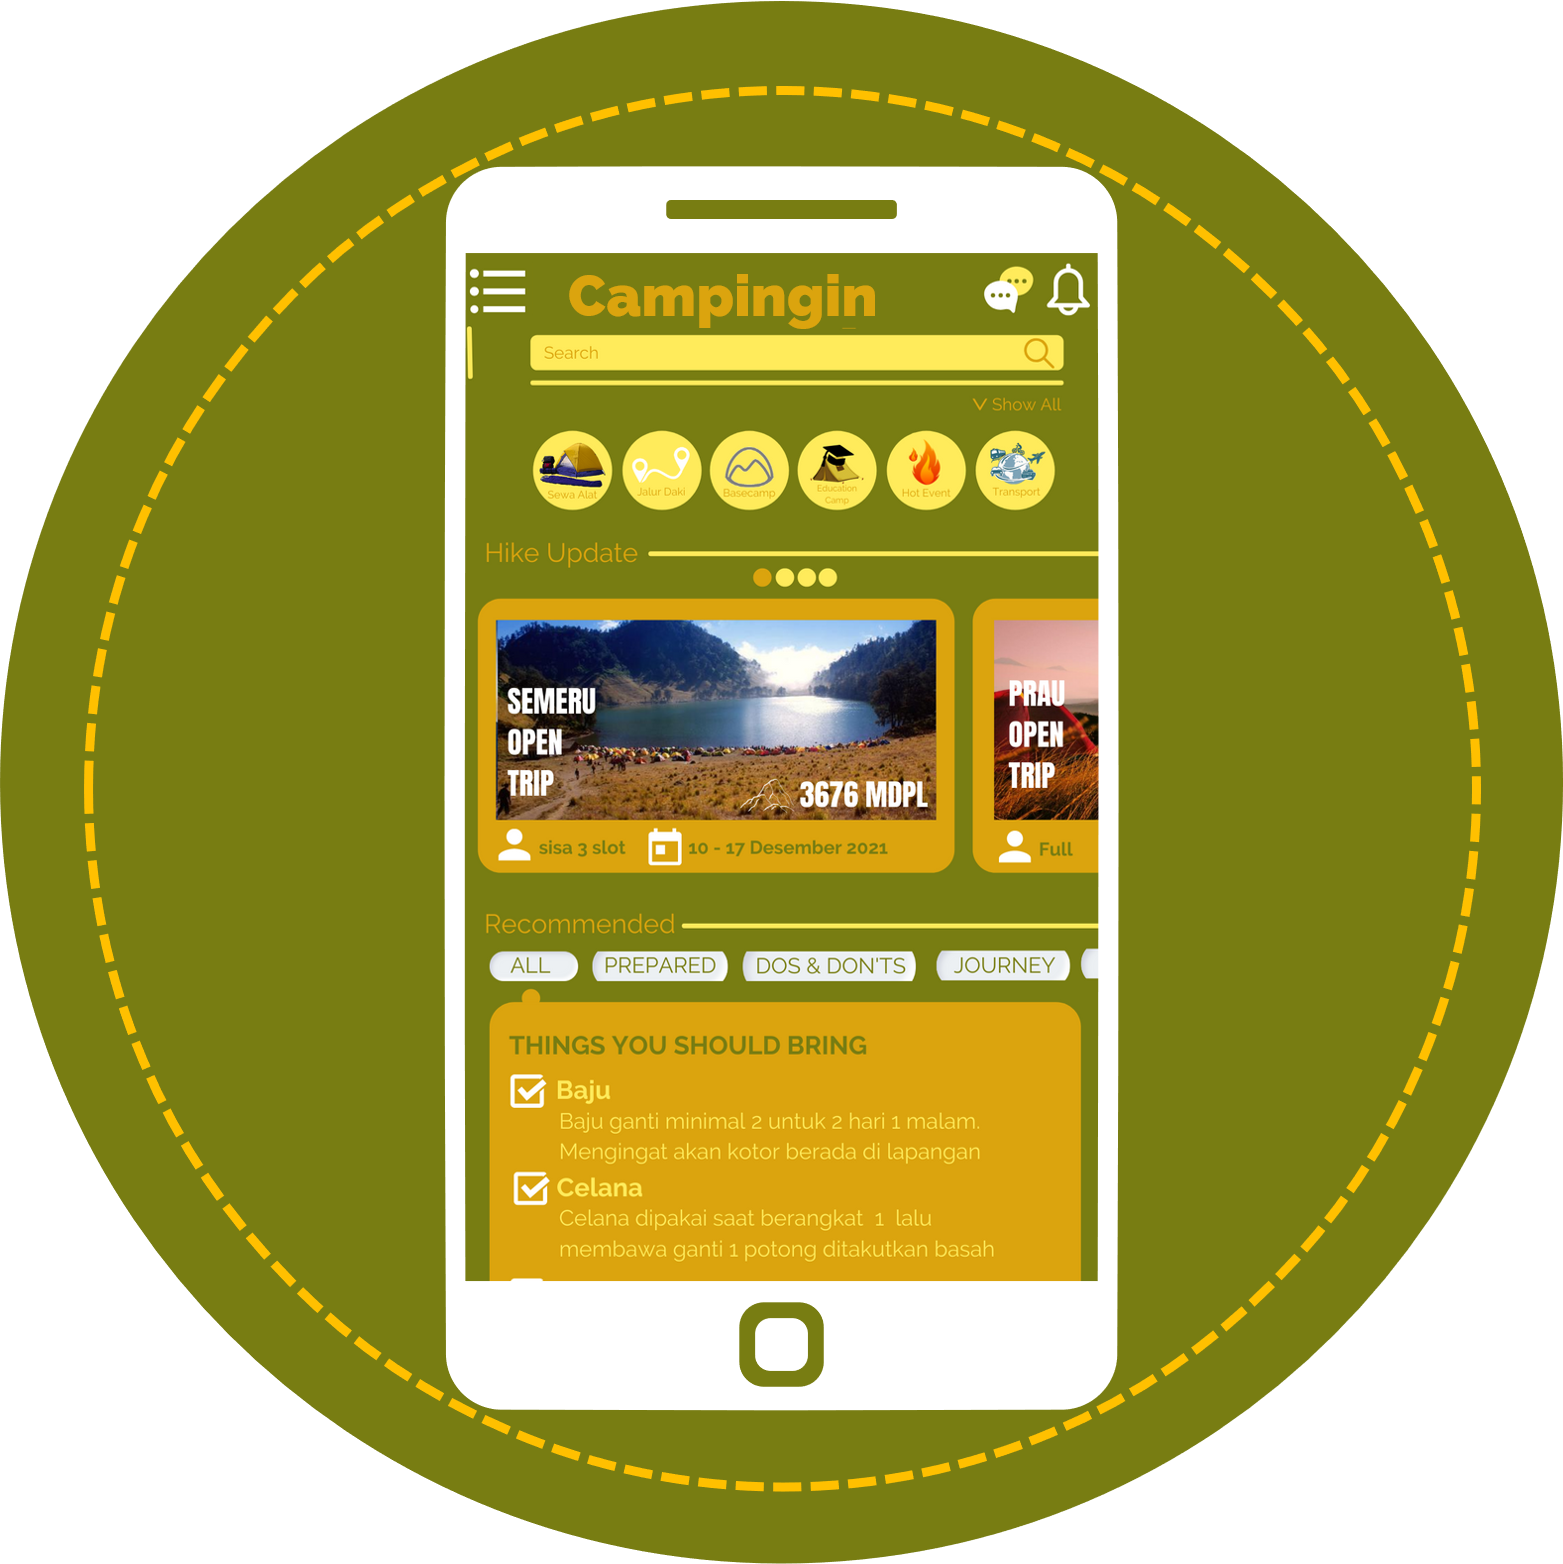 Campingin
Search
Show All
Sewa Alat
Jalur Daki
Basecamp
Education
Camp
Hot Event
Transport
Hike Update
SEMERU
OPEN
TRIP
3676 MDPL
sisa 3 slot
10 - 17 Desember 2021
PRAU
OPEN
TRIP
Full
Recommended
ALL
PREPARED
DOS & DON'TS
JOURNEY
THINGS YOU SHOULD BRING
Baju
Baju ganti minimal 2 untuk 2 hari 1 malam.
Mengingat akan kotor berada di lapangan
Celana
Celana dipakai saat berangkat 1 lalu
membawa ganti 1 potong ditakutkan basah